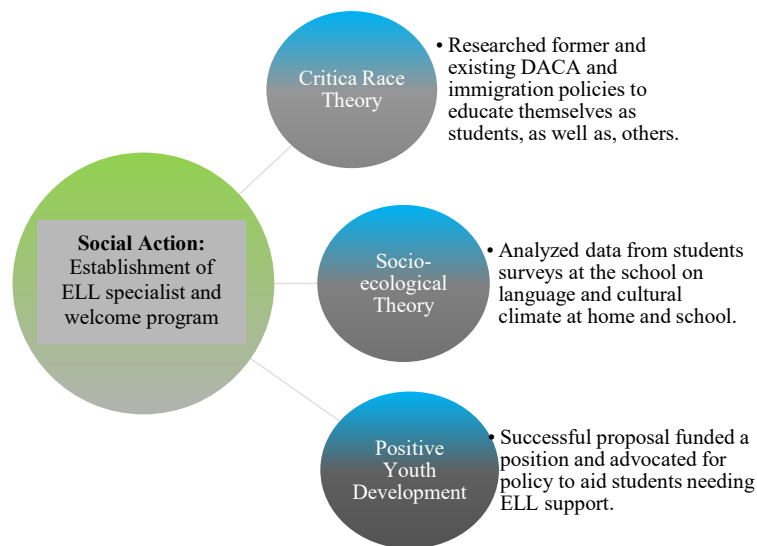 Social Action:
Establishment of
ELL specialist and
welcome program
Critica Race
Theory
• Researched former and
existing DACA and
immigration policies to
educate themselves as
students, as well as, others.
Socio-
ecological
Theory
• Analyzed data from students
surveys at the school on
language and cultural
climate at home and school.
Positive
Youth
Development
• Successful proposal funded a
position and advocated for
policy to aid students needing
ELL support.